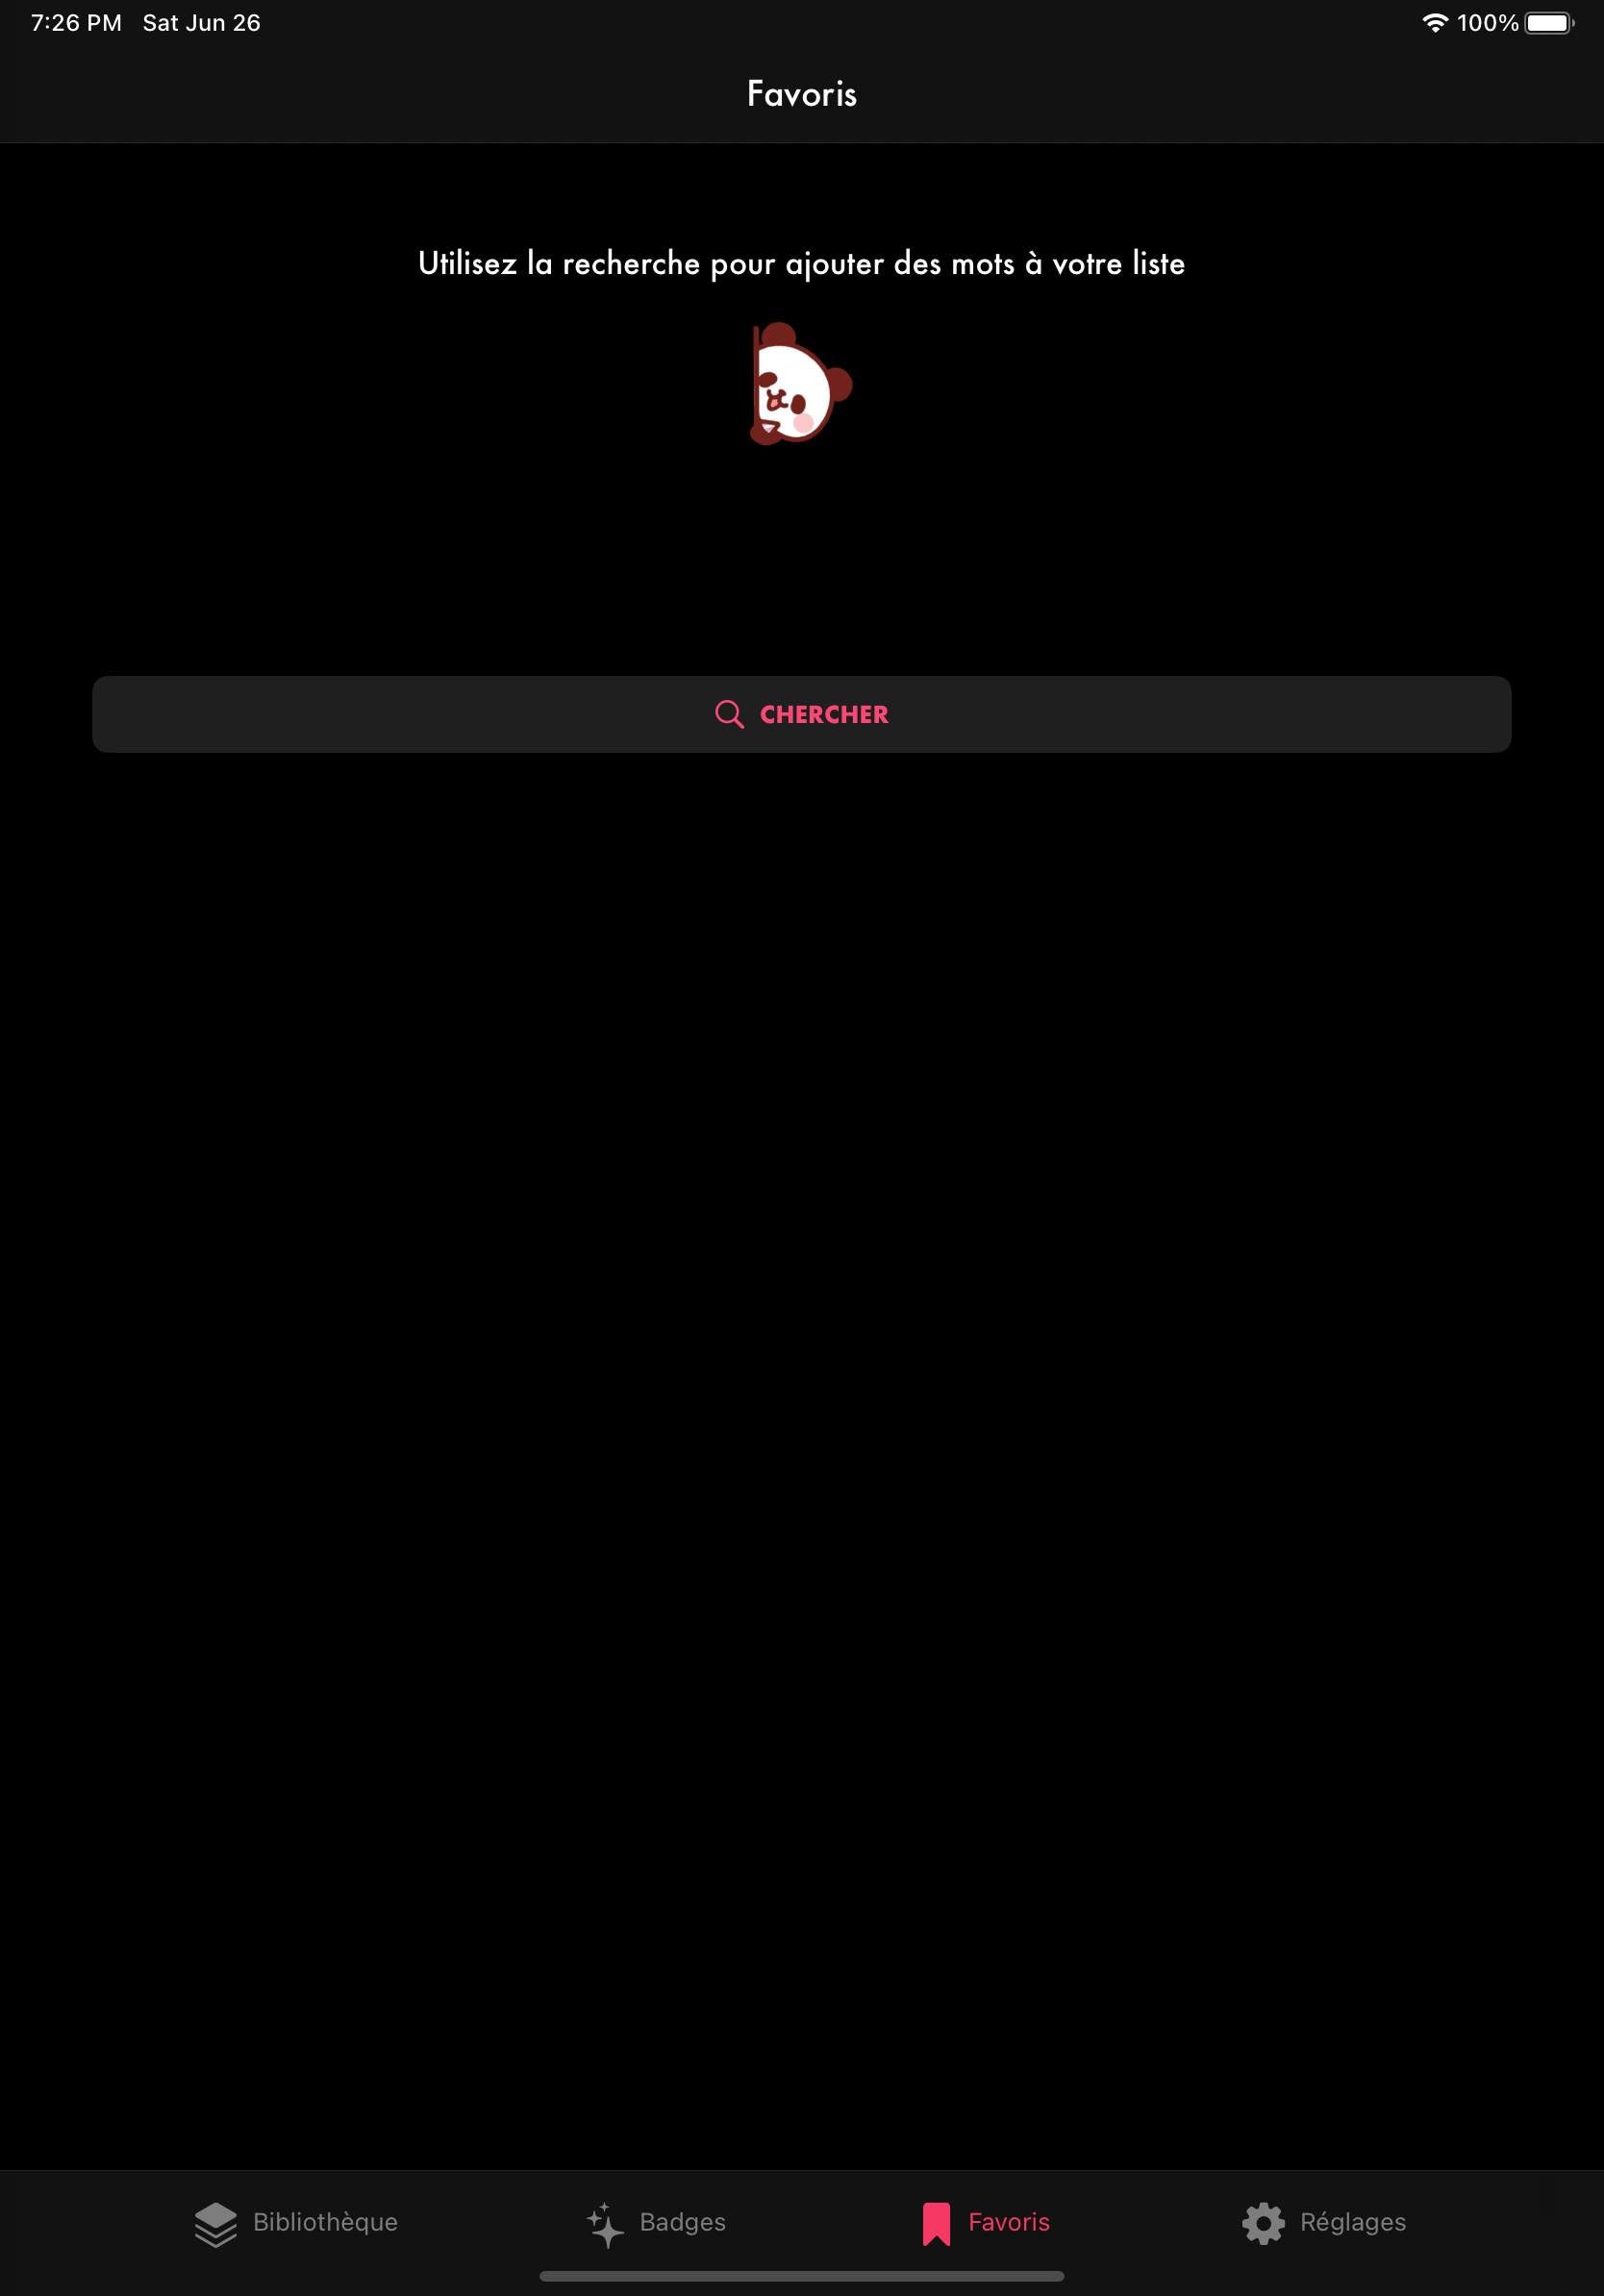 7:26 PM Sat Jun 26 100%
Favoris
Utilisez la recherche pour ajouter des mots à votre liste
CHERCHER
Bibliothèque Badges Favoris Réglages